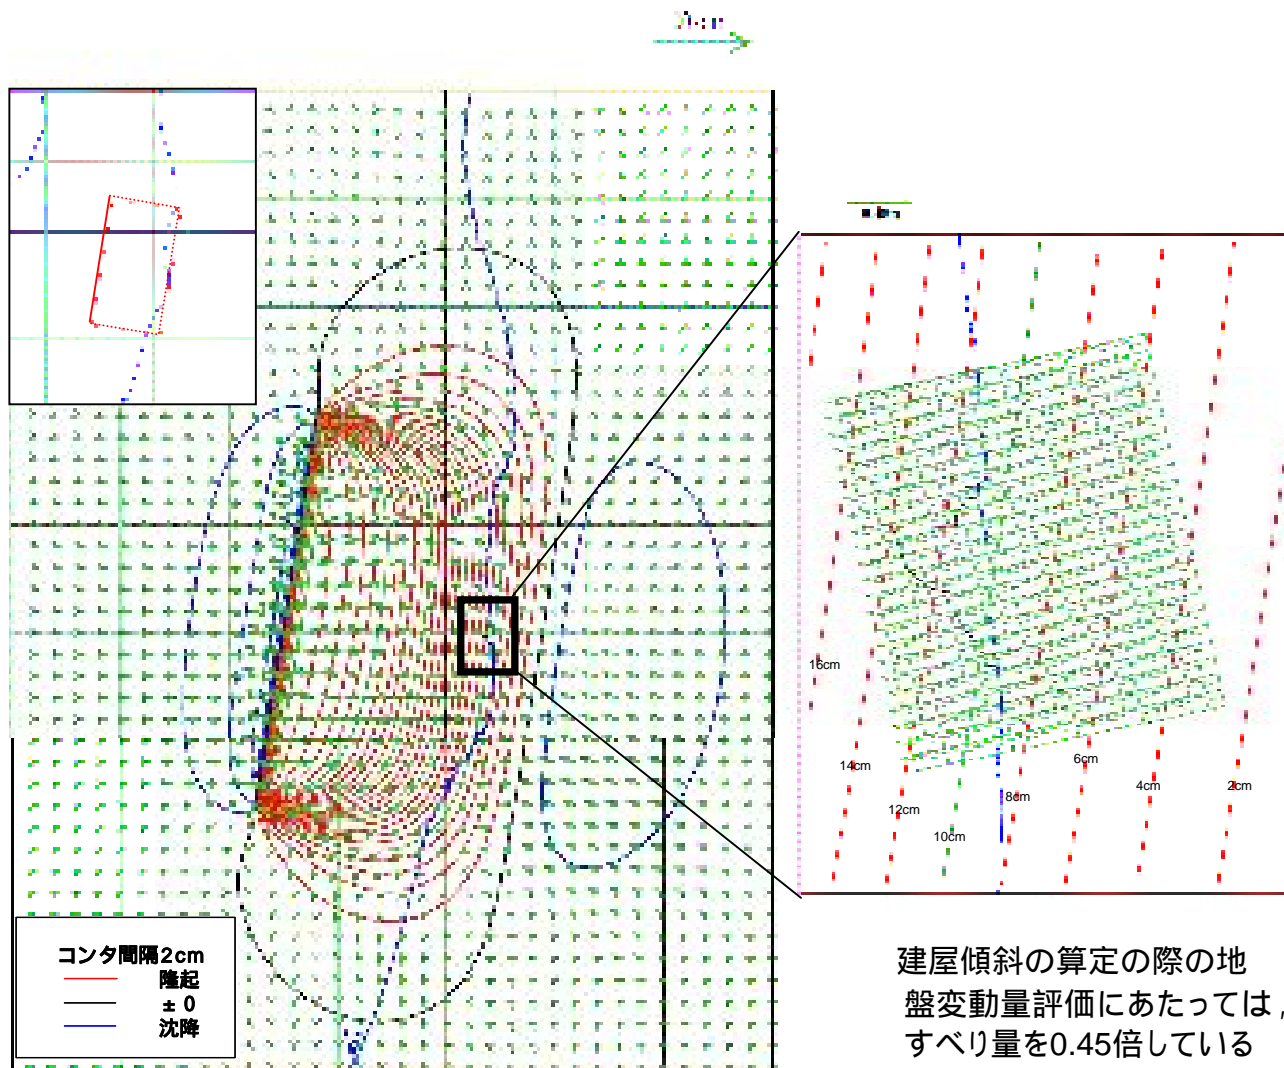 16cm
14cm
12cm
10cm
8cm
6cm
4cm
2cm
コンタ間隔2cm
隆起
±0
沈降
建屋傾斜の算定の際の地
盤変動量評価にあたっては,
すべり量を0.45倍している